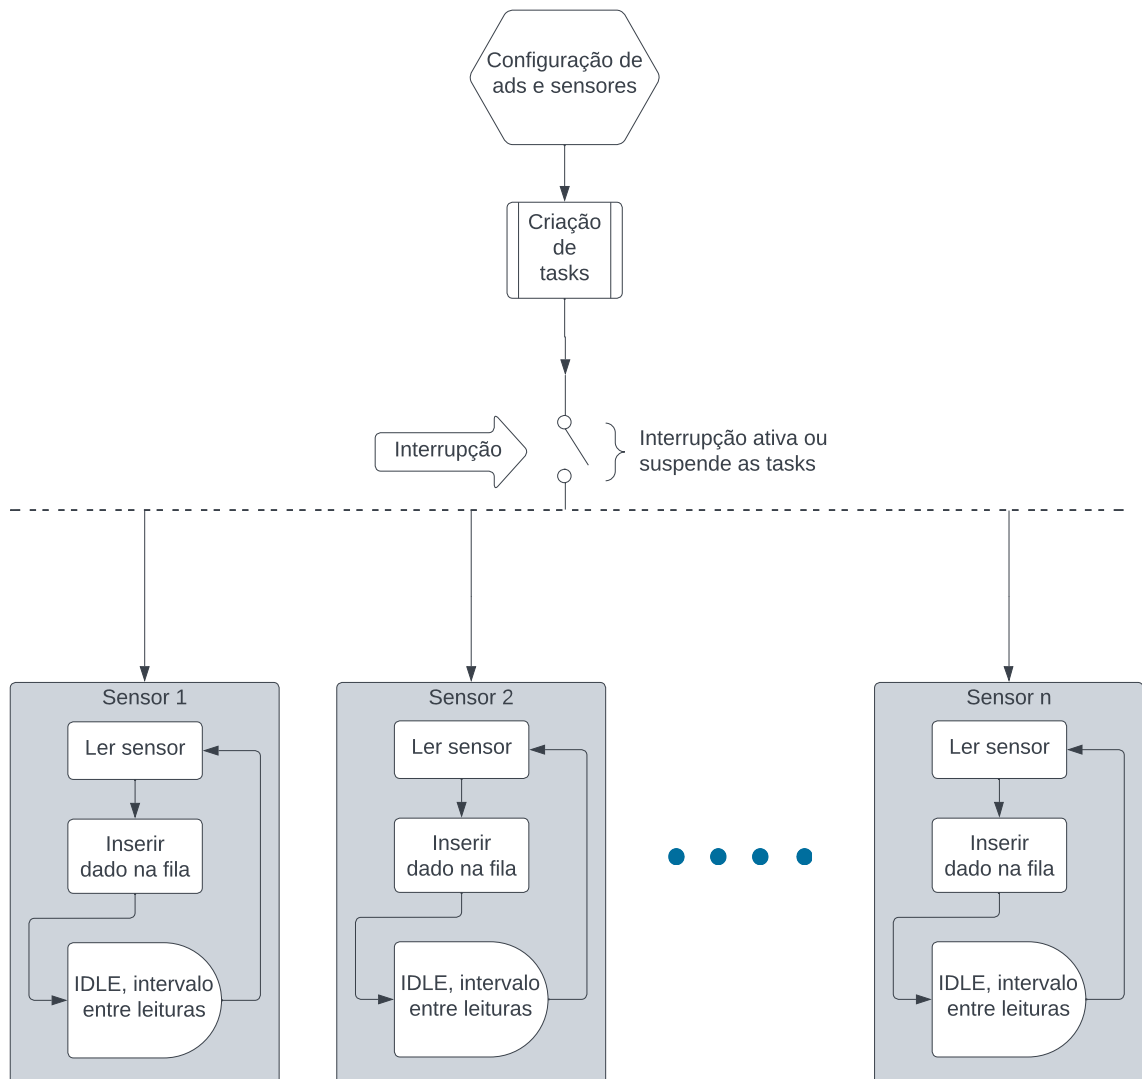 Configuração de
ads e sensores
Criação
de
tasks
Interrupção
Interrupção ativa ou
suspende as tasks
Sensor 1
Ler sensor
Inserir
dado na fila
IDLE, intervalo
entre leituras
Sensor 2
Ler sensor
Inserir
dado na fila
IDLE, intervalo
entre leituras
Sensor n
Ler sensor
Inserir
dado na fila
IDLE, intervalo
entre leituras